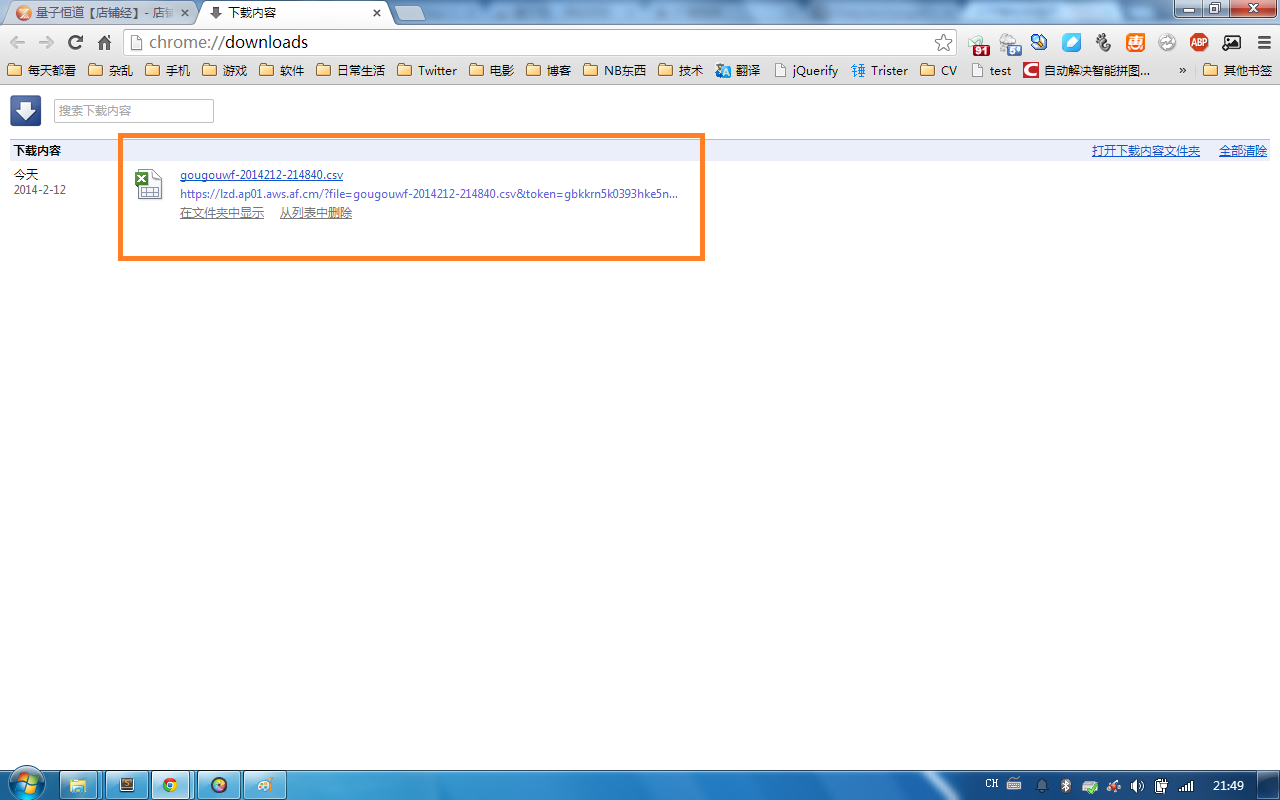 量子恒道【店铺经】- 店铺
下载内容
chrome://downloads
91
5°
惠
ABP
每天都看
杂乱
手机
游戏
软件
日常生活
Twitter
电影
博客
NB东西
技术
翻译
jQuerify
锤 Trister
CV
test
自动解决智能拼图...
»
其他书签
搜索下载内容
下载内容
打开下载内容文件夹
全部清除
今天
2014-2-12
gougouwf-2014212-214840.csv
https://lzd.ap01.aws.af.cm/?file=gougouwf-2014212-214840.csv&token=gbkkrn5k0393hke5n...
在文件夹中显示
从列表中删除
CH
21:49